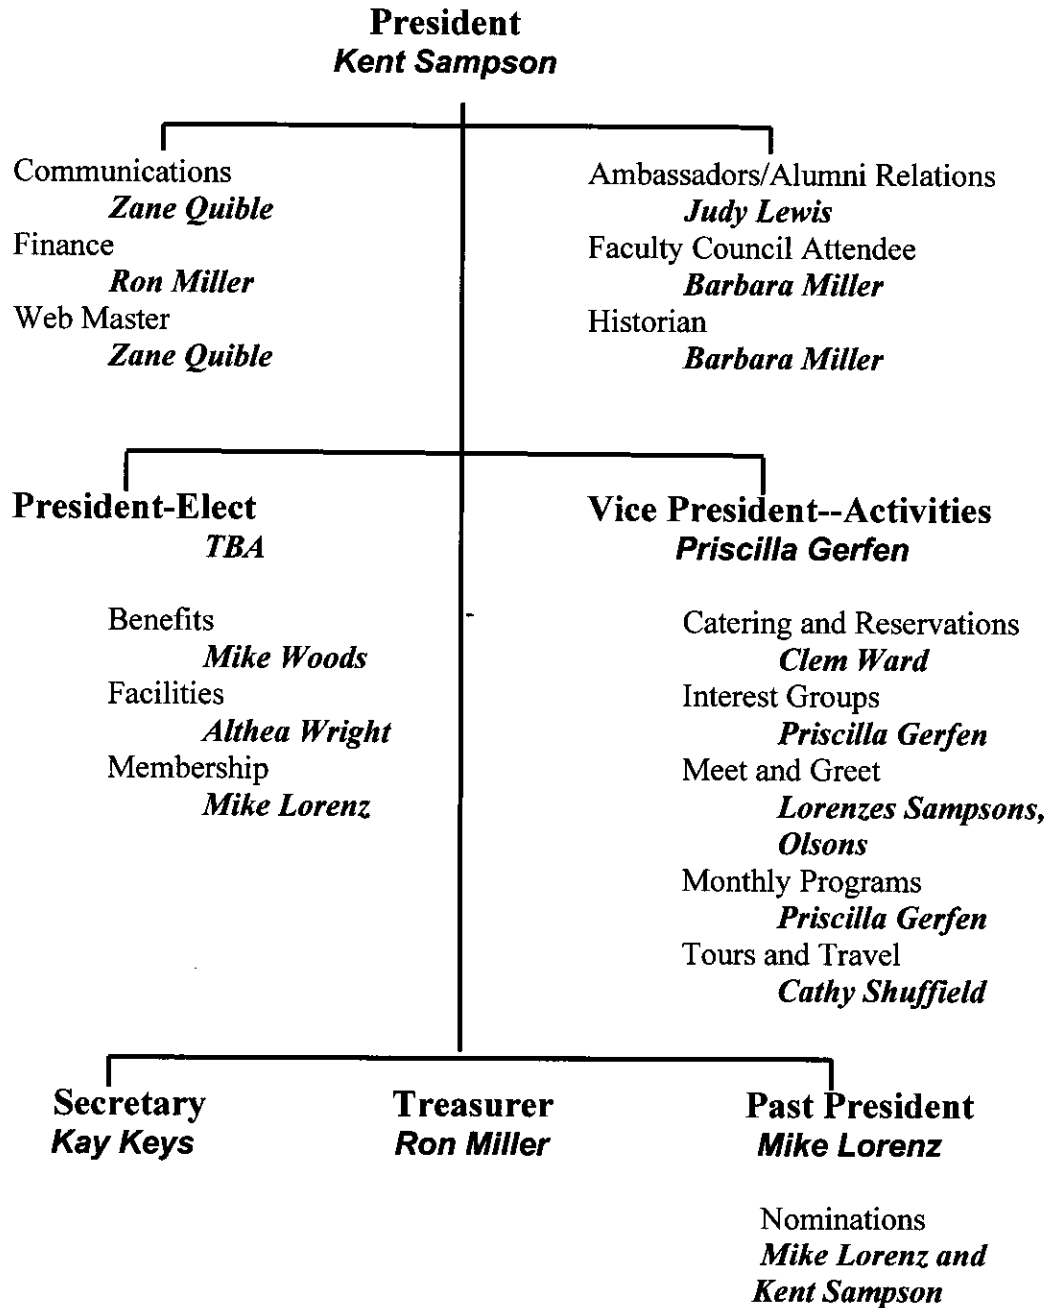 President
Kent Sampson
Communications
Zane Quible
Finance
Ron Miller
Web Master
Zane Quible
Ambassadors/Alumni Relations
Judy Lewis
Faculty Council Attendee
Barbara Miller
Historian
Barbara Miller
President-Elect
TBA
Benefits
Mike Woods
Facilities
Althea Wright
Membership
Mike Lorenz
Vice President--Activities
Priscilla Gerfen
Catering and Reservations
Clem Ward
Interest Groups
Priscilla Gerfen
Meet and Greet
Lorenzes Sampsons,
Olsons
Monthly Programs
Priscilla Gerfen
Tours and Travel
Cathy Shuffield
Secretary
Kay Keys
Treasurer
Ron Miller
Past President
Mike Lorenz
Nominations
Mike Lorenz and
Kent Sampson